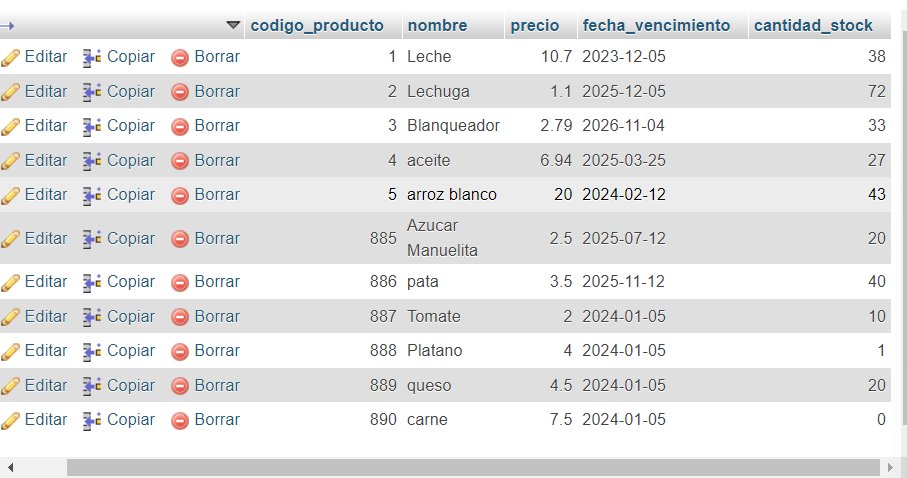 codigo_producto nombre precio fecha_vencimiento cantidad_stock
Editar Copiar Borrar 1 Leche 10.7 2023-12-05 38
Editar Copiar Borrar 2 Lechuga 1.1 2025-12-05 72
Editar Copiar Borrar 3 Blanqueador 2.79 2026-11-04 33
Editar Copiar Borrar 4 aceite 6.94 2025-03-25 27
Editar Copiar Borrar 5 arroz blanco 20 2024-02-12 43
Editar Copiar Borrar 885 Azucar Manuelita 2.5 2025-07-12 20
Editar Copiar Borrar 886 pata 3.5 2025-11-12 40
Editar Copiar Borrar 887 Tomate 2 2024-01-05 10
Editar Copiar Borrar 888 Platano 4 2024-01-05 1
Editar Copiar Borrar 889 queso 4.5 2024-01-05 20
Editar Copiar Borrar 890 carne 7.5 2024-01-05 0